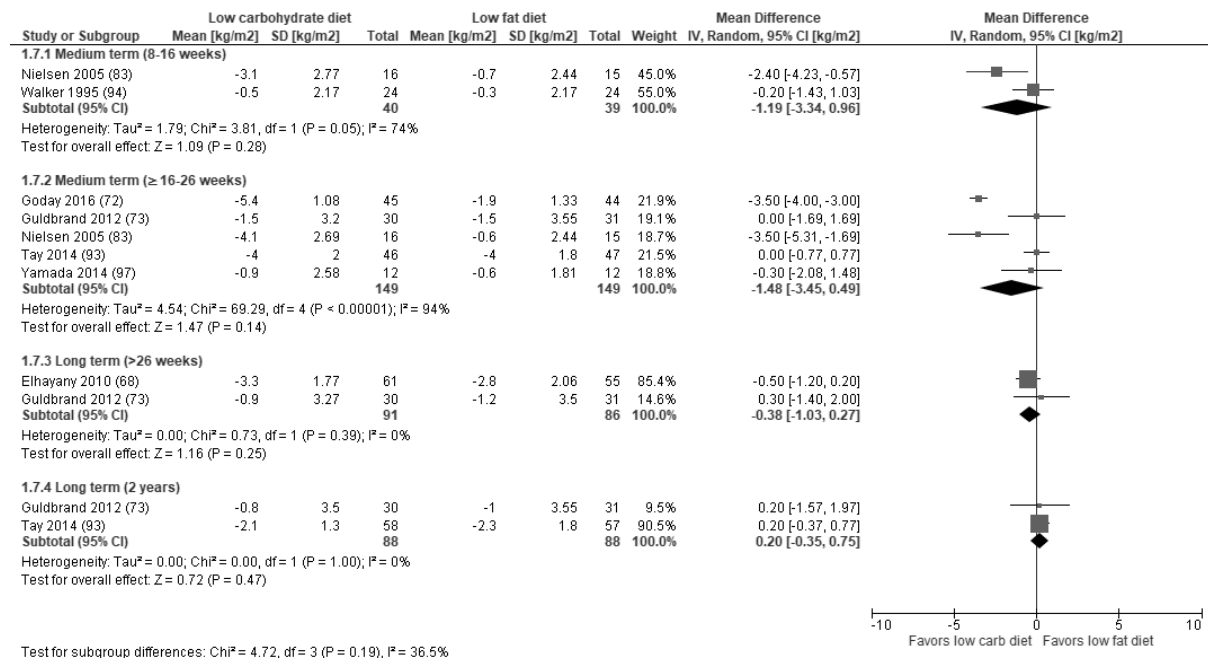 Low carbohydrate diet Low fat diet Mean Difference Mean Difference
Study or Subgroup Mean [kg/m2] SD [kg/m2] Total Mean [kg/m2] SD [kg/m2] Total Weight IV, Random, 95% CI [kg/m2] IV, Random, 95% CI [kg/m2]
1.7.1 Medium term (8-16 weeks)
Nielsen 2005 (83) -3.1 2.77 16 -0.7 2.44 15 45.0% -2.40 [-4.23, -0.57]
Walker 1995 (94) -0.5 2.17 24 -0.3 2.17 24 55.0% -0.20 [-1.43, 1.03]
Subtotal (95% CI) 40 39 100.0% -1.19 [-3.34, 0.96]
Heterogeneity: Tau² = 1.79; Chi² = 3.81, df = 1 (P = 0.05); I² = 74%
Test for overall effect: Z = 1.09 (P = 0.28)
1.7.2 Medium term (≥ 16-26 weeks)
Goday 2016 (72) -5.4 1.08 45 -1.9 1.33 44 21.9% -3.50 [-4.00, -3.00]
Guldbrand 2012 (73) -1.5 3.2 30 -1.5 3.55 31 19.1% 0.00 [-1.69, 1.69]
Nielsen 2005 (83) -4.1 2.69 16 -0.6 2.44 15 18.7% -3.50 [-5.31, -1.69]
Tay 2014 (93) -4 2 46 -4 1.8 47 21.5% 0.00 [-0.77, 0.77]
Yamada 2014 (97) -0.9 2.58 12 -0.6 1.81 12 18.8% -0.30 [-2.08, 1.48]
Subtotal (95% CI) 149 149 100.0% -1.48 [-3.45, 0.49]
Heterogeneity: Tau² = 4.54; Chi² = 69.29, df = 4 (P < 0.00001); I² = 94%
Test for overall effect: Z = 1.47 (P = 0.14)
1.7.3 Long term (>26 weeks)
Elhayany 2010 (68) -3.3 1.77 61 -2.8 2.06 55 85.4% -0.50 [-1.20, 0.20]
Guldbrand 2012 (73) -0.9 3.27 30 -1.2 3.5 31 14.6% 0.30 [-1.40, 2.00]
Subtotal (95% CI) 91 86 100.0% -0.38 [-1.03, 0.27]
Heterogeneity: Tau² = 0.00; Chi² = 0.73, df = 1 (P = 0.39); I² = 0%
Test for overall effect: Z = 1.16 (P = 0.25)
1.7.4 Long term (2 years)
Guldbrand 2012 (73) -0.8 3.5 30 -1 3.55 31 9.5% 0.20 [-1.57, 1.97]
Tay 2014 (93) -2.1 1.3 58 -2.3 1.8 57 90.5% 0.20 [-0.37, 0.77]
Subtotal (95% CI) 88 88 100.0% 0.20 [-0.35, 0.75]
Heterogeneity: Tau² = 0.00; Chi² = 0.00, df = 1 (P = 1.00); I² = 0%
Test for overall effect: Z = 0.72 (P = 0.47)
-10 -5 0 5 10
Favors low carb diet Favors low fat diet
Test for subgroup differences: Chi² = 4.72, df = 3 (P = 0.19), I² = 36.5%